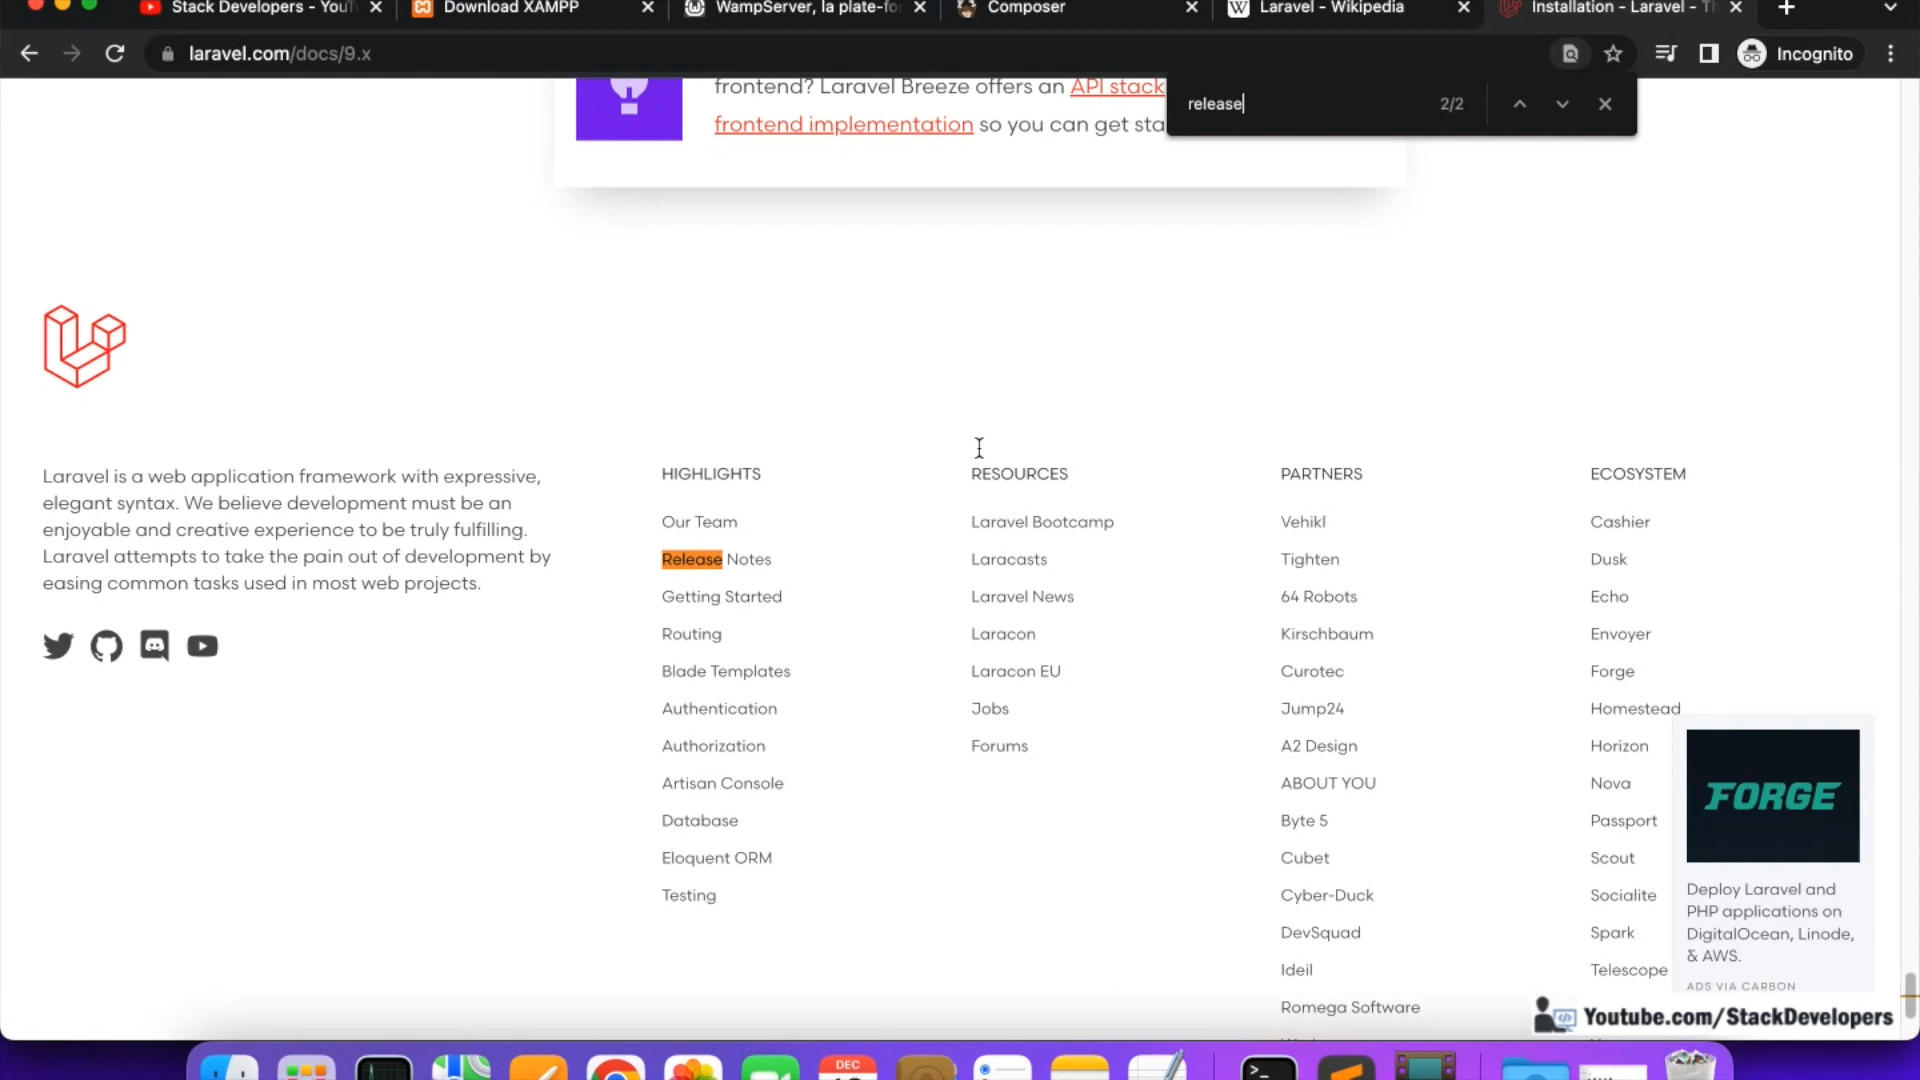 Stack Developers - YouT
Download XAMPP
WampServer, la plate-fo
Composer
Laravel - Wikipedia
Installation - Laravel - Th
laravel.com/docs/9.x
Incognito
release
2/2
frontend? Laravel Breeze offers an API stack
frontend implementation so you can get sta
Laravel is a web application framework with expressive,
elegant syntax. We believe development must be an
enjoyable and creative experience to be truly fulfilling.
Laravel attempts to take the pain out of development by
easing common tasks used in most web projects.
HIGHLIGHTS
Our Team
Release Notes
Getting Started
Routing
Blade Templates
Authentication
Authorization
Artisan Console
Database
Eloquent ORM
Testing
RESOURCES
Laravel Bootcamp
Laracasts
Laravel News
Laracon
Laracon EU
Jobs
Forums
PARTNERS
Vehikl
Tighten
64 Robots
Kirschbaum
Curotec
Jump24
A2 Design
ABOUT YOU
Byte 5
Cubet
Cyber-Duck
DevSquad
Ideil
Romega Software
ECOSYSTEM
Cashier
Dusk
Echo
Envoyer
Forge
Homestead
Horizon
Nova
Passport
Scout
Socialite
Spark
Telescope
FORGE
Deploy Laravel and
PHP applications on
DigitalOcean, Linode,
& AWS.
ADS VIA CARBON
Youtube.com/StackDevelopers
DEC